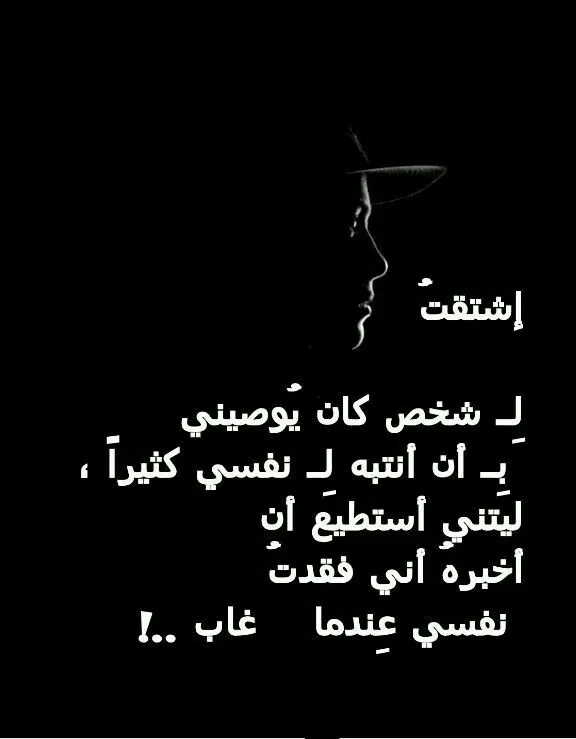 إشتقتُ
لِـ شخص كان يُوصيني
بِـ أن أنتبه لِـ نفسي كثيراً ،
ليتني أستطيع أن
أخبرهُ أني فقدتُ
نفسي عِندما غاب ..!